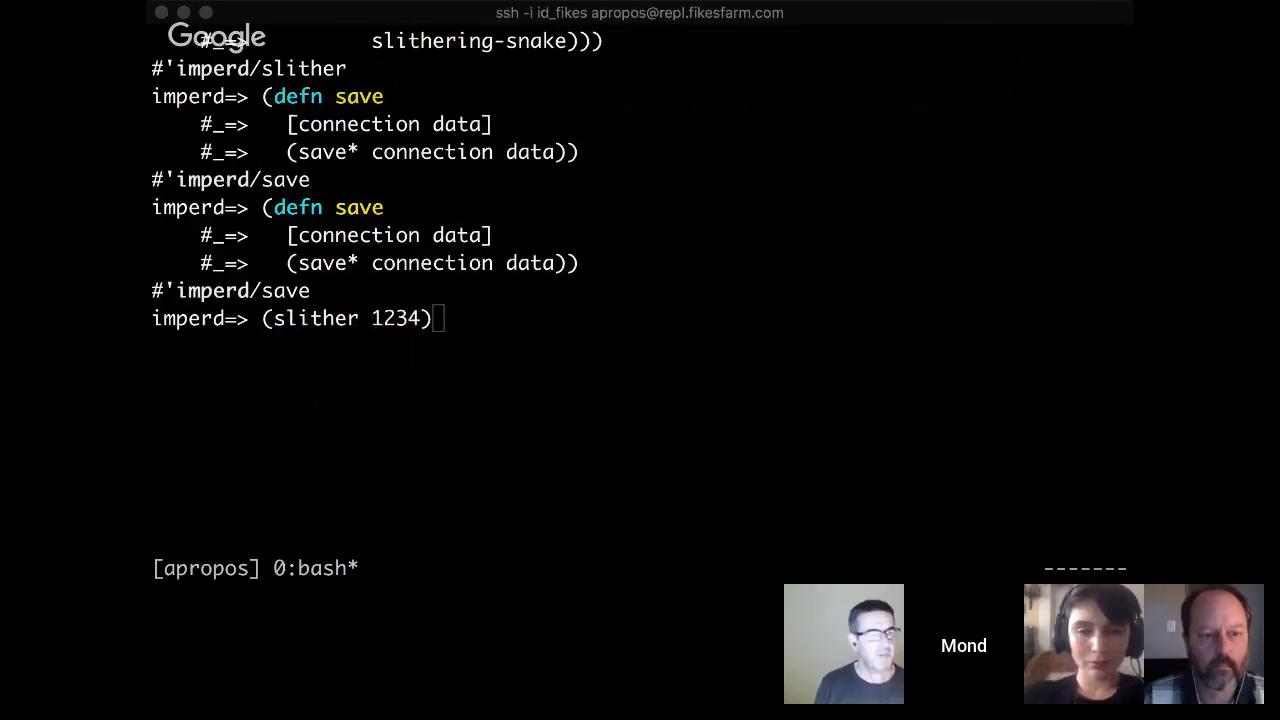 ssh -i id_fikes apropos@repl.fikesfarm.com
Google
#_=> slithering-snake)))
#'imperd/slither
imperd=> (defn save
#_=> [connection data]
#_=> (save* connection data))
#'imperd/save
imperd=> (defn save
#_=> [connection data]
#_=> (save* connection data))
#'imperd/save
imperd=> (slither 1234)
[apropos] 0:bash* -------
Mond